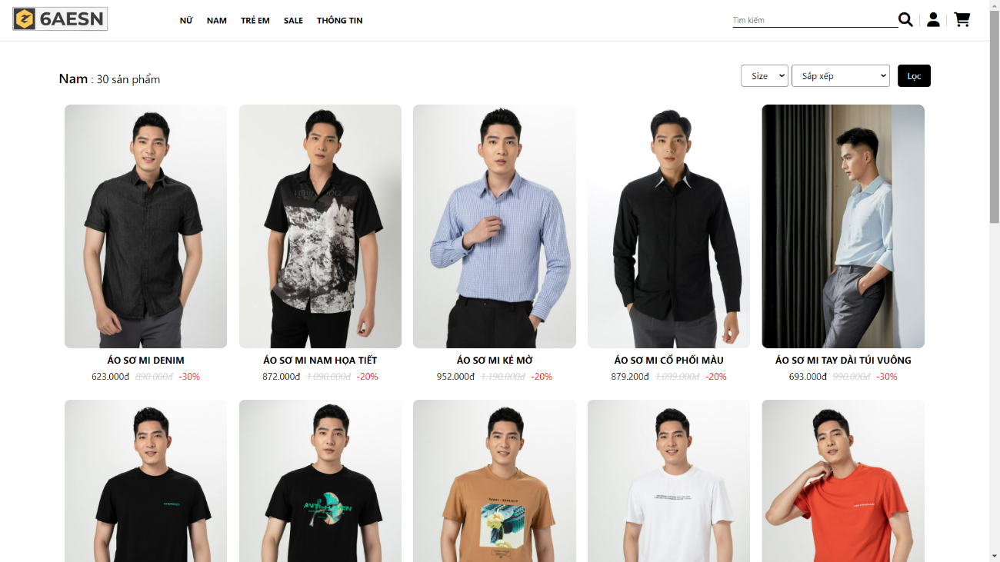 6AESN
NỮ NAM TRẺ EM SALE THÔNG TIN
Tìm kiếm
Nam : 30 sản phẩm
Size Sắp xếp Lọc
ÁO SƠ MI DENIM
623.000đ 890.000đ -30%
ÁO SƠ MI NAM HỌA TIẾT
872.000đ 1.090.000đ -20%
ÁO SƠ MI KẺ MỜ
952.000đ 1.190.000đ -20%
ÁO SƠ MI CỔ PHỐI MÀU
879.200đ 1.099.000đ -20%
ÁO SƠ MI TAY DÀI TÚI VUÔNG
693.000đ 990.000đ -30%